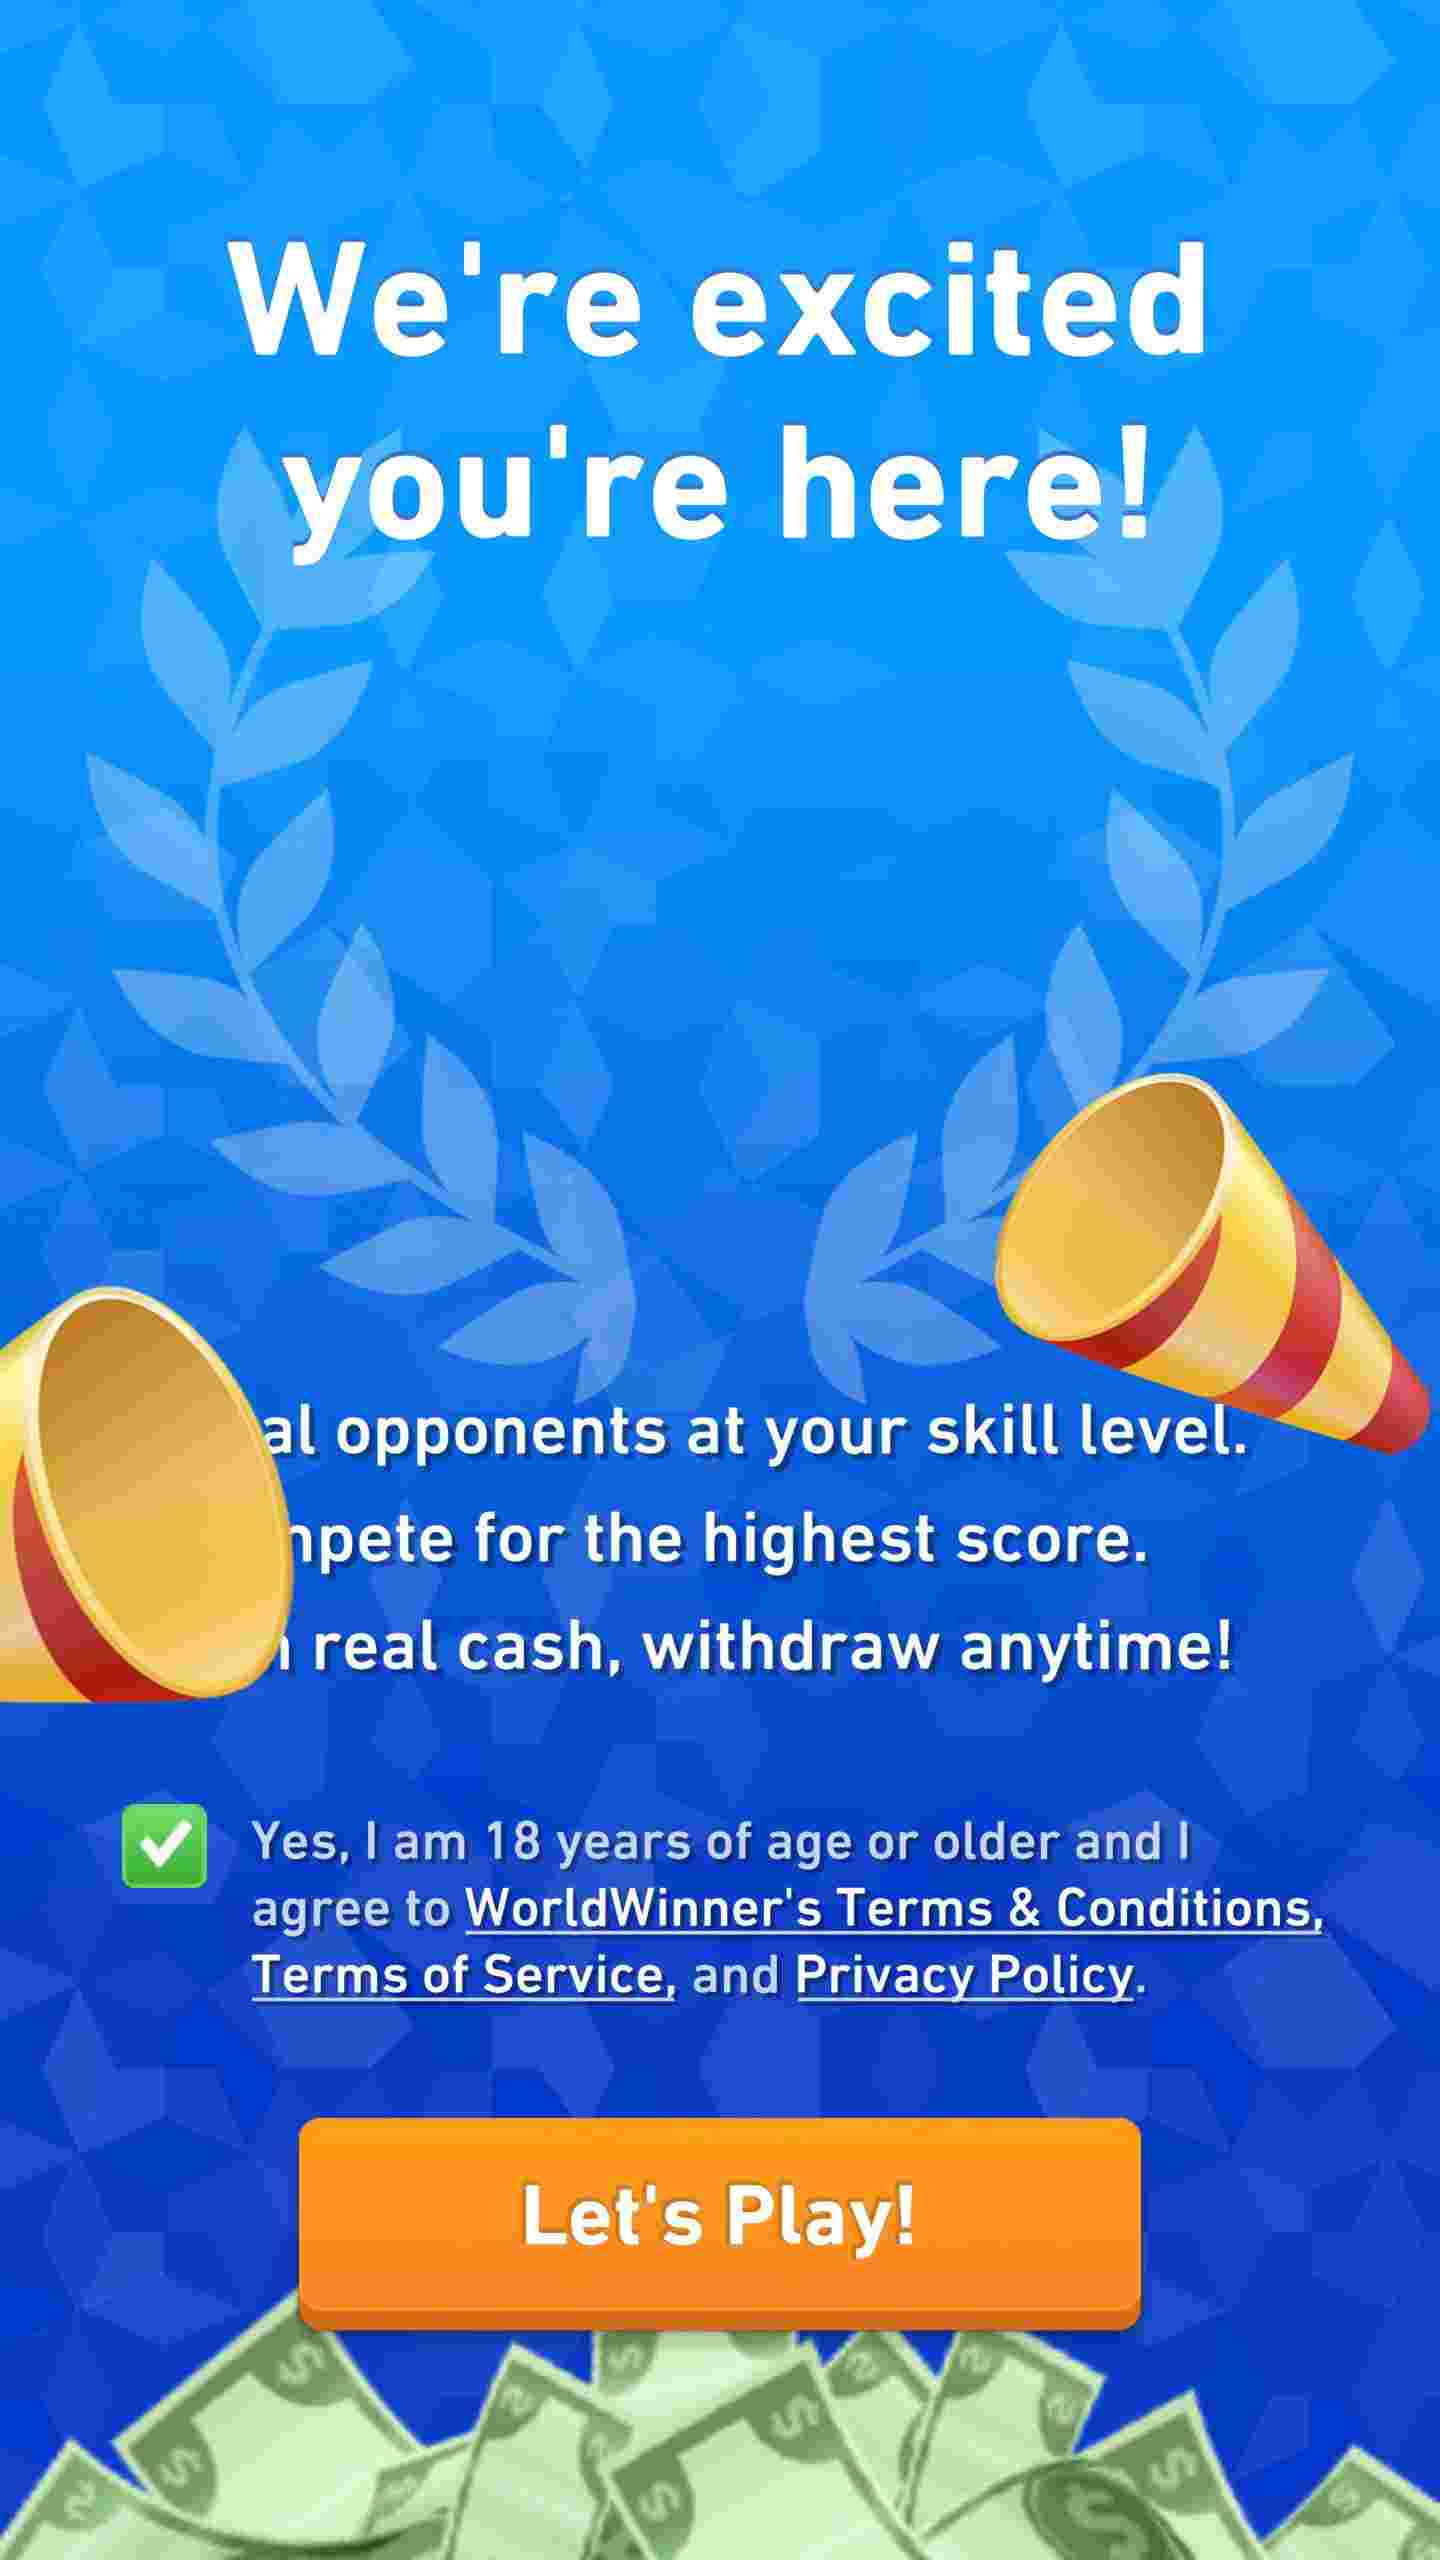 We're excited
you're here!
opponents at your skill level.
for the highest score.
real cash, withdraw anytime!
Yes, I am 18 years of age or older and I
agree to WorldWinner's Terms & Conditions,
Terms of Service, and Privacy Policy.
Let's Play!